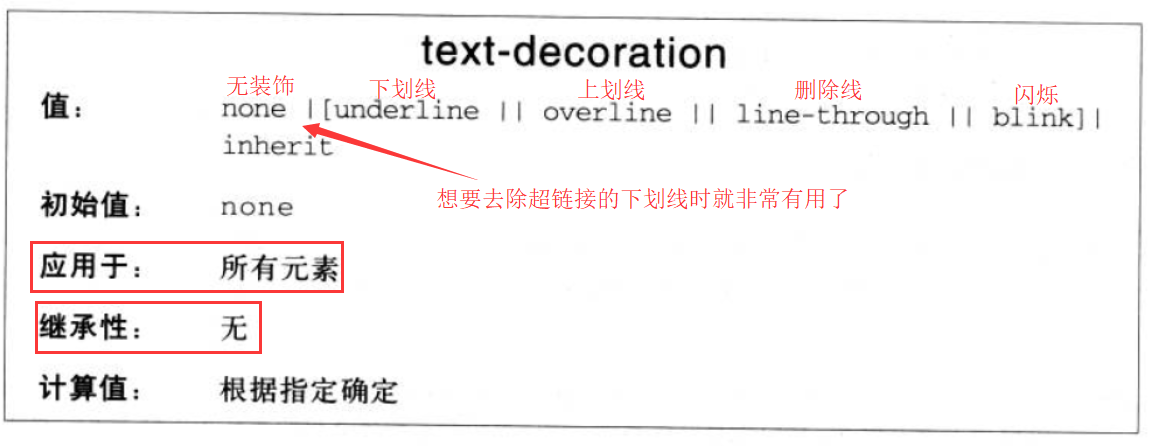 text-decoration
无装饰 下划线 上划线 删除线 闪烁
值： none |[underline || overline || line-through || blink]|
inherit
想要去除超链接的下划线时就非常有用了
初始值： none
应用于： 所有元素
继承性： 无
计算值： 根据指定确定